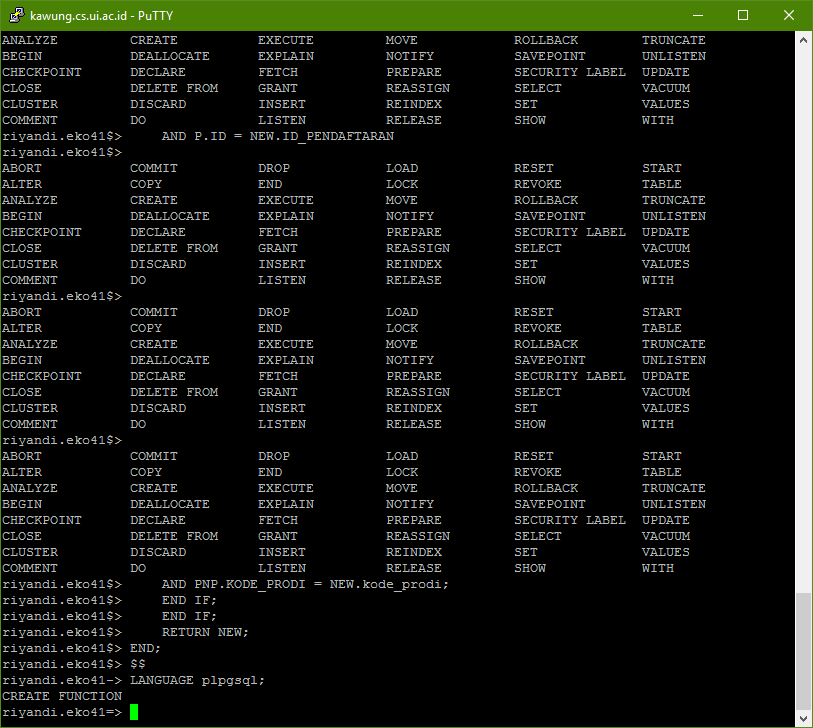 kawung.cs.ui.ac.id - PuTTY
ANALYZE CREATE EXECUTE MOVE ROLLBACK TRUNCATE
BEGIN DEALLOCATE EXPLAIN NOTIFY SAVEPOINT UNLISTEN
CHECKPOINT DECLARE FETCH PREPARE SECURITY LABEL UPDATE
CLOSE DELETE FROM GRANT REASSIGN SELECT VACUUM
CLUSTER DISCARD INSERT REINDEX SET VALUES
COMMENT DO LISTEN RELEASE SHOW WITH
riyandi.eko41$> AND P.ID = NEW.ID_PENDAFTARAN
riyandi.eko41$>
ABORT COMMIT DROP LOAD RESET START
ALTER COPY END LOCK REVOKE TABLE
ANALYZE CREATE EXECUTE MOVE ROLLBACK TRUNCATE
BEGIN DEALLOCATE EXPLAIN NOTIFY SAVEPOINT UNLISTEN
CHECKPOINT DECLARE FETCH PREPARE SECURITY LABEL UPDATE
CLOSE DELETE FROM GRANT REASSIGN SELECT VACUUM
CLUSTER DISCARD INSERT REINDEX SET VALUES
COMMENT DO LISTEN RELEASE SHOW WITH
riyandi.eko41$>
ABORT COMMIT DROP LOAD RESET START
ALTER COPY END LOCK REVOKE TABLE
ANALYZE CREATE EXECUTE MOVE ROLLBACK TRUNCATE
BEGIN DEALLOCATE EXPLAIN NOTIFY SAVEPOINT UNLISTEN
CHECKPOINT DECLARE FETCH PREPARE SECURITY LABEL UPDATE
CLOSE DELETE FROM GRANT REASSIGN SELECT VACUUM
CLUSTER DISCARD INSERT REINDEX SET VALUES
COMMENT DO LISTEN RELEASE SHOW WITH
riyandi.eko41$>
ABORT COMMIT DROP LOAD RESET START
ALTER COPY END LOCK REVOKE TABLE
ANALYZE CREATE EXECUTE MOVE ROLLBACK TRUNCATE
BEGIN DEALLOCATE EXPLAIN NOTIFY SAVEPOINT UNLISTEN
CHECKPOINT DECLARE FETCH PREPARE SECURITY LABEL UPDATE
CLOSE DELETE FROM GRANT REASSIGN SELECT VACUUM
CLUSTER DISCARD INSERT REINDEX SET VALUES
COMMENT DO LISTEN RELEASE SHOW WITH
riyandi.eko41$> AND PNP.KODE_PRODI = NEW.kode_prodi;
riyandi.eko41$> END IF;
riyandi.eko41$> END IF;
riyandi.eko41$> RETURN NEW;
riyandi.eko41$> END;
riyandi.eko41$> $$
riyandi.eko41-> LANGUAGE plpgsql;
CREATE FUNCTION
riyandi.eko41=>